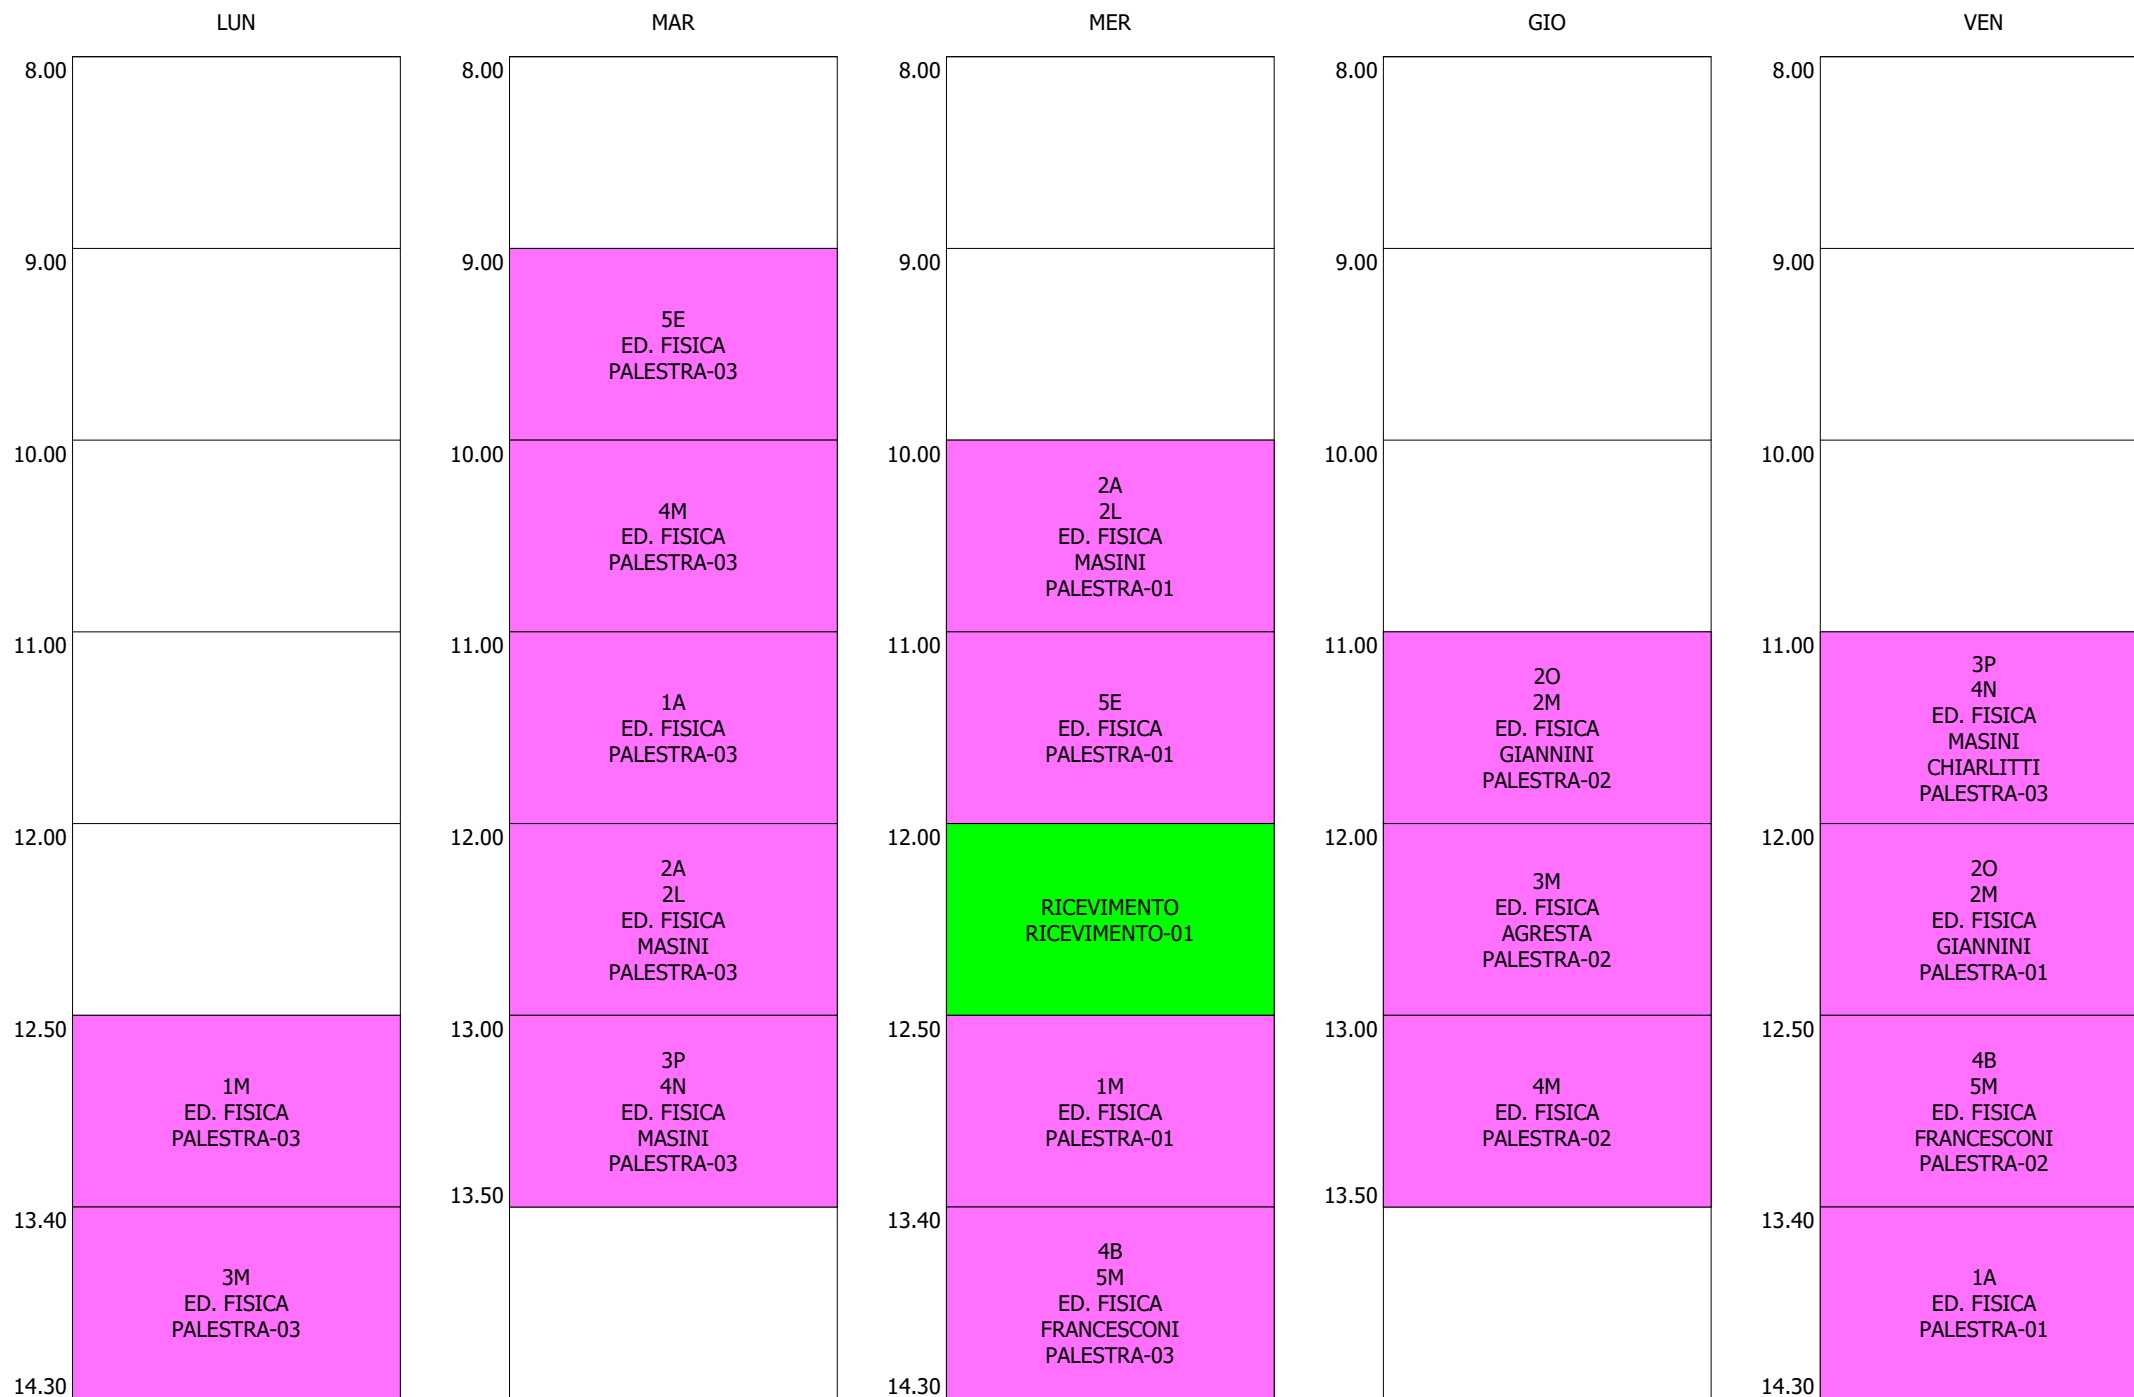 LUN
8.00
9.00
10.00
11.00
12.00
12.50
1M
ED. FISICA
PALESTRA-03
13.40
3M
ED. FISICA
PALESTRA-03
14.30
MAR
8.00
9.00
5E
ED. FISICA
PALESTRA-03
10.00
4M
ED. FISICA
PALESTRA-03
11.00
1A
ED. FISICA
PALESTRA-03
12.00
2A
2L
ED. FISICA
MASINI
PALESTRA-03
13.00
3P
4N
ED. FISICA
MASINI
PALESTRA-03
13.50
MER
8.00
9.00
10.00
2A
2L
ED. FISICA
MASINI
PALESTRA-01
11.00
5E
ED. FISICA
PALESTRA-01
12.00
RICEVIMENTO
RICEVIMENTO-01
12.50
1M
ED. FISICA
PALESTRA-01
13.40
4B
5M
ED. FISICA
FRANCESCONI
PALESTRA-03
14.30
GIO
8.00
9.00
10.00
11.00
2O
2M
ED. FISICA
GIANNINI
PALESTRA-02
12.00
3M
ED. FISICA
AGRESTA
PALESTRA-02
13.00
4M
ED. FISICA
PALESTRA-02
13.50
VEN
8.00
9.00
10.00
11.00
3P
4N
ED. FISICA
MASINI
CHIARLITTI
PALESTRA-03
12.00
2O
2M
ED. FISICA
GIANNINI
PALESTRA-01
12.50
4B
5M
ED. FISICA
FRANCESCONI
PALESTRA-02
13.40
1A
ED. FISICA
PALESTRA-01
14.30